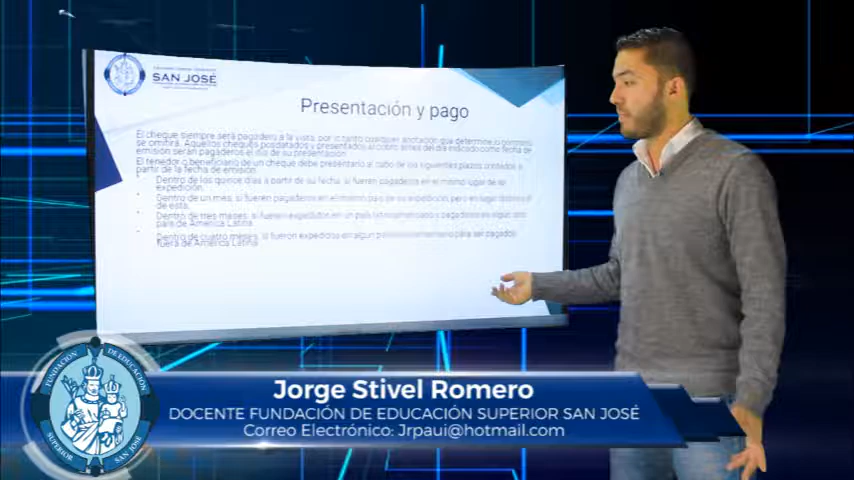 SAN JOSÉ
Presentación y pago
El cheque siempre será pagadero a la vista, por lo tanto cualquier anotación que determine lo contrario
se omitirá. Aquellos cheques posdatados y presentados al cobro antes del día indicado como fecha de
emisión serán pagaderos el día de su presentación.
El tenedor o beneficiario de un cheque debe presentarlo al cabo de los siguientes plazos contados a
partir de la fecha de emisión.
Dentro de los quince días a partir de su fecha, si fueren pagaderos en el mismo lugar de su
expedición.
Dentro de un mes, si fueren pagaderos en el mismo país de su expedición, pero en lugar distinto al
de ésta.
Dentro de tres meses, si fueren expedidos en un país latinoamericano y pagaderos en algún otro
país de América Latina.
Dentro de cuatro meses, si fueren expedidos en algún país latinoamericano para ser pagados
fuera de América Latina
FUNDACIÓN DE EDUCACIÓN
SUPERIOR SAN JOSÉ
Jorge Stivel Romero
DOCENTE FUNDACIÓN DE EDUCACIÓN SUPERIOR SAN JOSÉ
Correo Electrónico: Jrpaui@hotmail.com